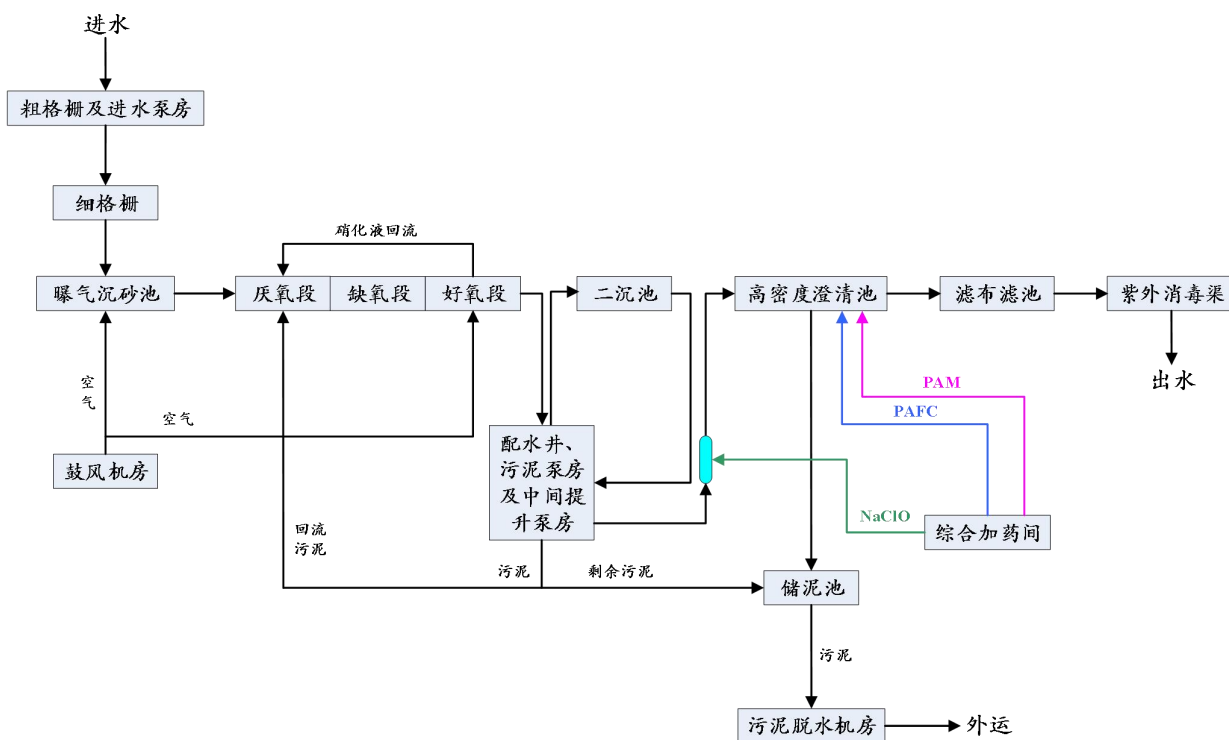 进水
粗格栅及进水泵房
细格栅
硝化液回流
曝气沉砂池
厌氧段
缺氧段
好氧段
二沉池
高密度澄清池
滤布滤池
紫外消毒渠
出水
空
气
空气
PAM
PAFC
鼓风机房
配水井、
污泥泵房
及中间提
升泵房
NaClO
综合加药间
回流
污泥
污泥
剩余污泥
储泥池
污泥
污泥脱水机房
外运